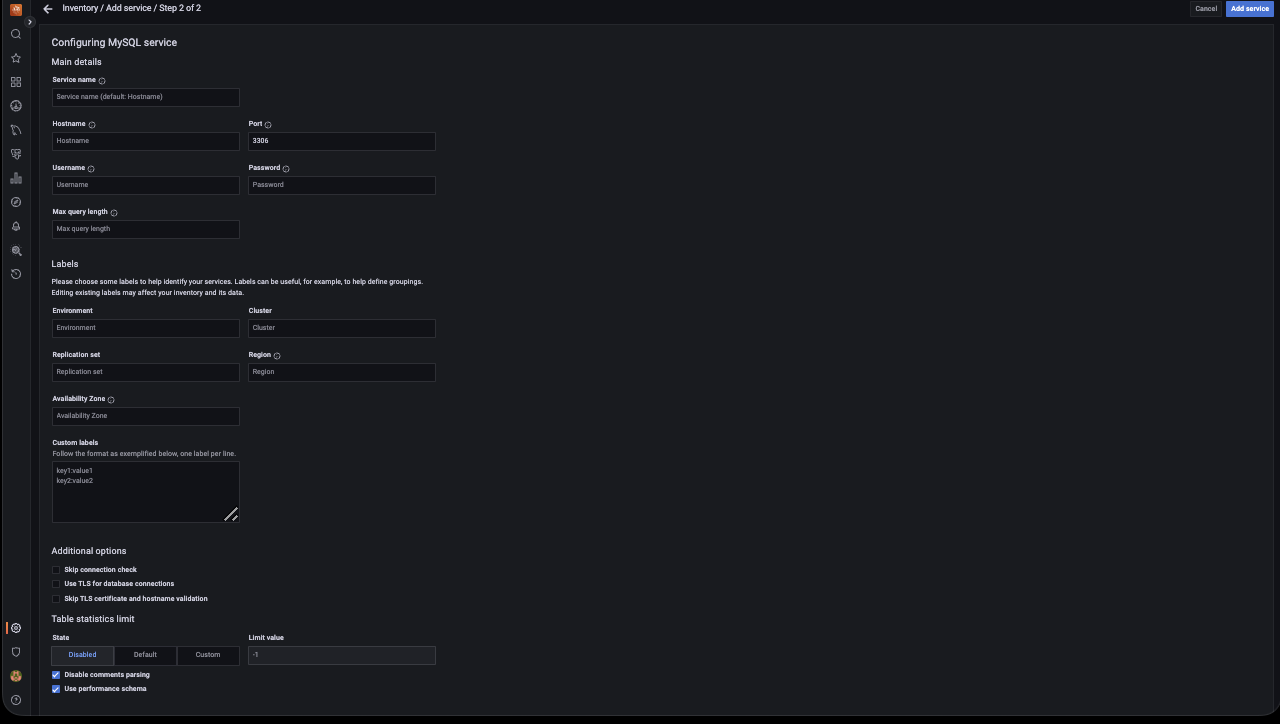 Inventory / Add service / Step 2 of 2
Cancel
Add service
Configuring MySQL service
Main details
Service name
Service name (default: Hostname)
Hostname
Port
Hostname
3306
Username
Password
Username
Password
Max query length
Max query length
Labels
Please choose some labels to help identify your services. Labels can be useful, for example, to help define groupings.
Editing existing labels may affect your inventory and its data.
Environment
Cluster
Environment
Cluster
Replication set
Region
Replication set
Region
Availability Zone
Availability Zone
Custom labels
Follow the format as exemplified below, one label per line.
key1:value1
key2:value2
Additional options
Skip connection check
Use TLS for database connections
Skip TLS certificate and hostname validation
Table statistics limit
State
Limit value
Disabled
Default
Custom
-1
Disable comments parsing
Use performance schema